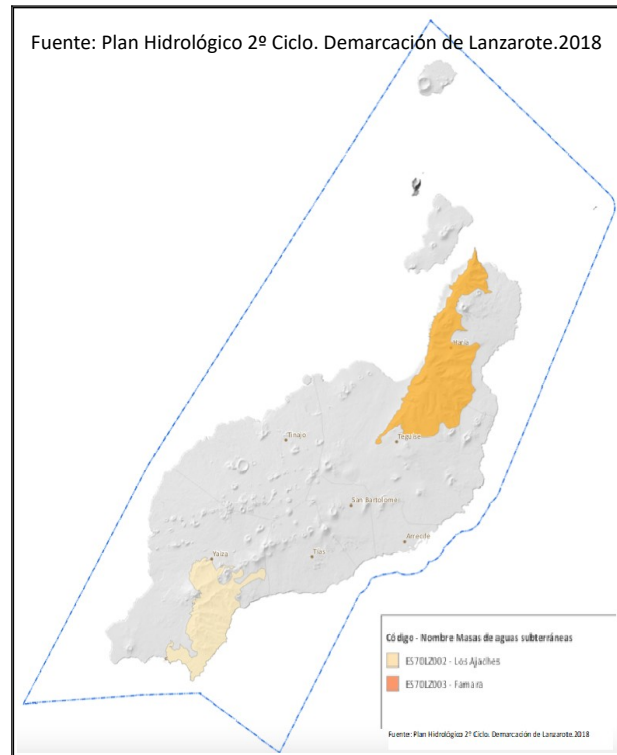 Fuente: Plan Hidrológico 2º Ciclo. Demarcación de Lanzarote.2018
Haría
Tinajo
Teguise
San Bartolomé
Arrecife
Yaiza
Tías
Código - Nombre Masas de aguas subterráneas
ES70LZ002 - Los Ajaches
ES70LZ003 - Famara
Fuente: Plan Hidrológico 2º Ciclo. Demarcación de Lanzarote.2018